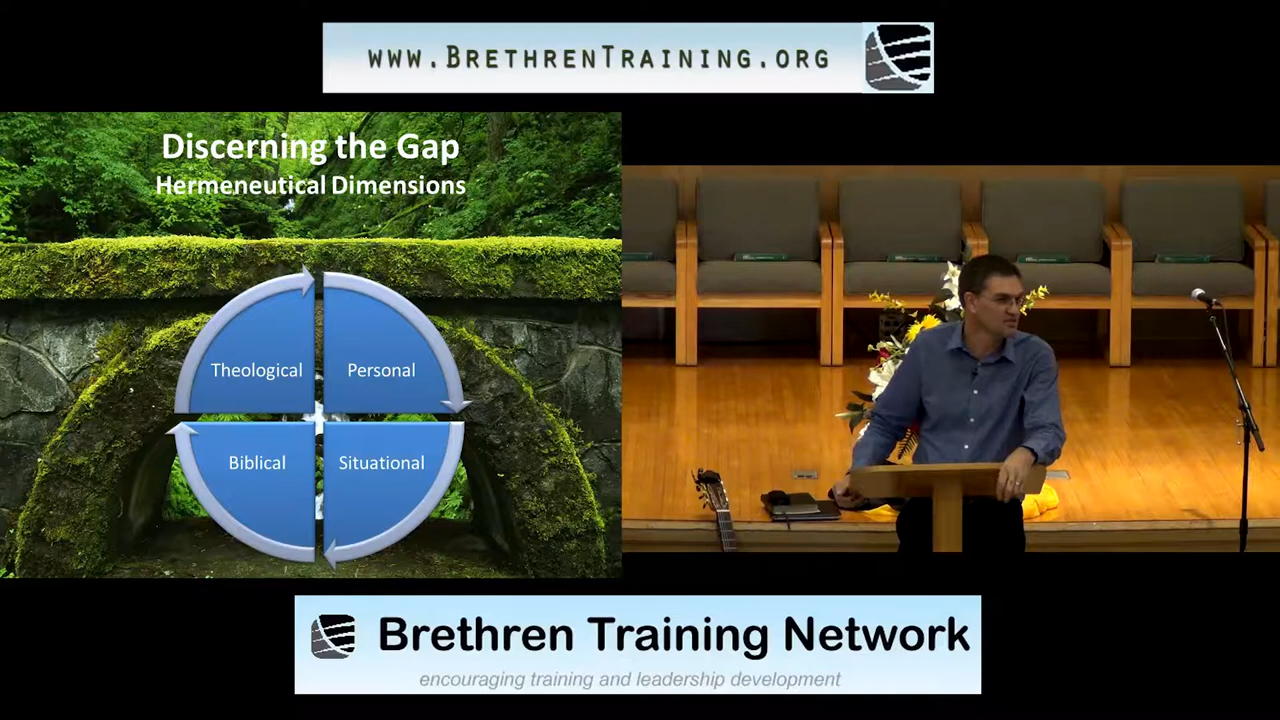 www.BrethrenTraining.org
Discerning the Gap
Hermeneutical Dimensions
Theological
Personal
Biblical
Situational
Brethren Training Network
encouraging training and leadership development